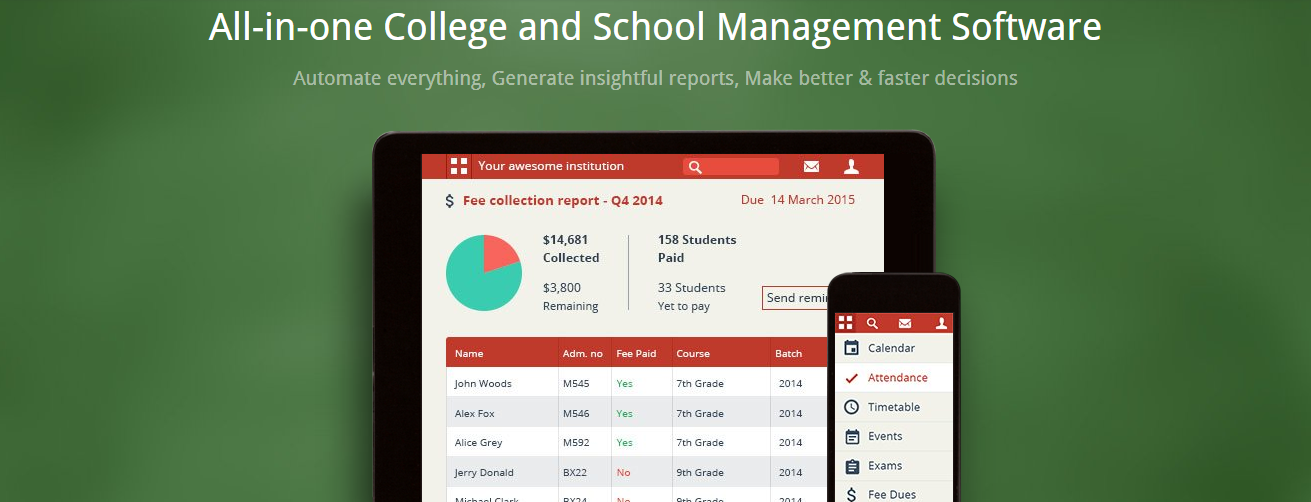 All-in-one College and School Management Software
Automate everything, Generate insightful reports, Make better & faster decisions
Your awesome institution
$ Fee collection report - Q4 2014
Due 14 March 2015
$14,681
Collected
$3,800
Remaining
158 Students
Paid
33 Students
Yet to pay
Send
Name Adm. no Fee Paid Course Batch
John Woods M545 Yes 7th Grade 2014
Alex Fox M546 Yes 7th Grade 2014
Alice Grey M592 Yes 7th Grade 2014
Jerry Donald BX22 No 9th Grade 2014
Michael Clark BX24 No 9th Grade 2014
Calendar
Attendance
Timetable
Events
Exams
$ Fee Dues